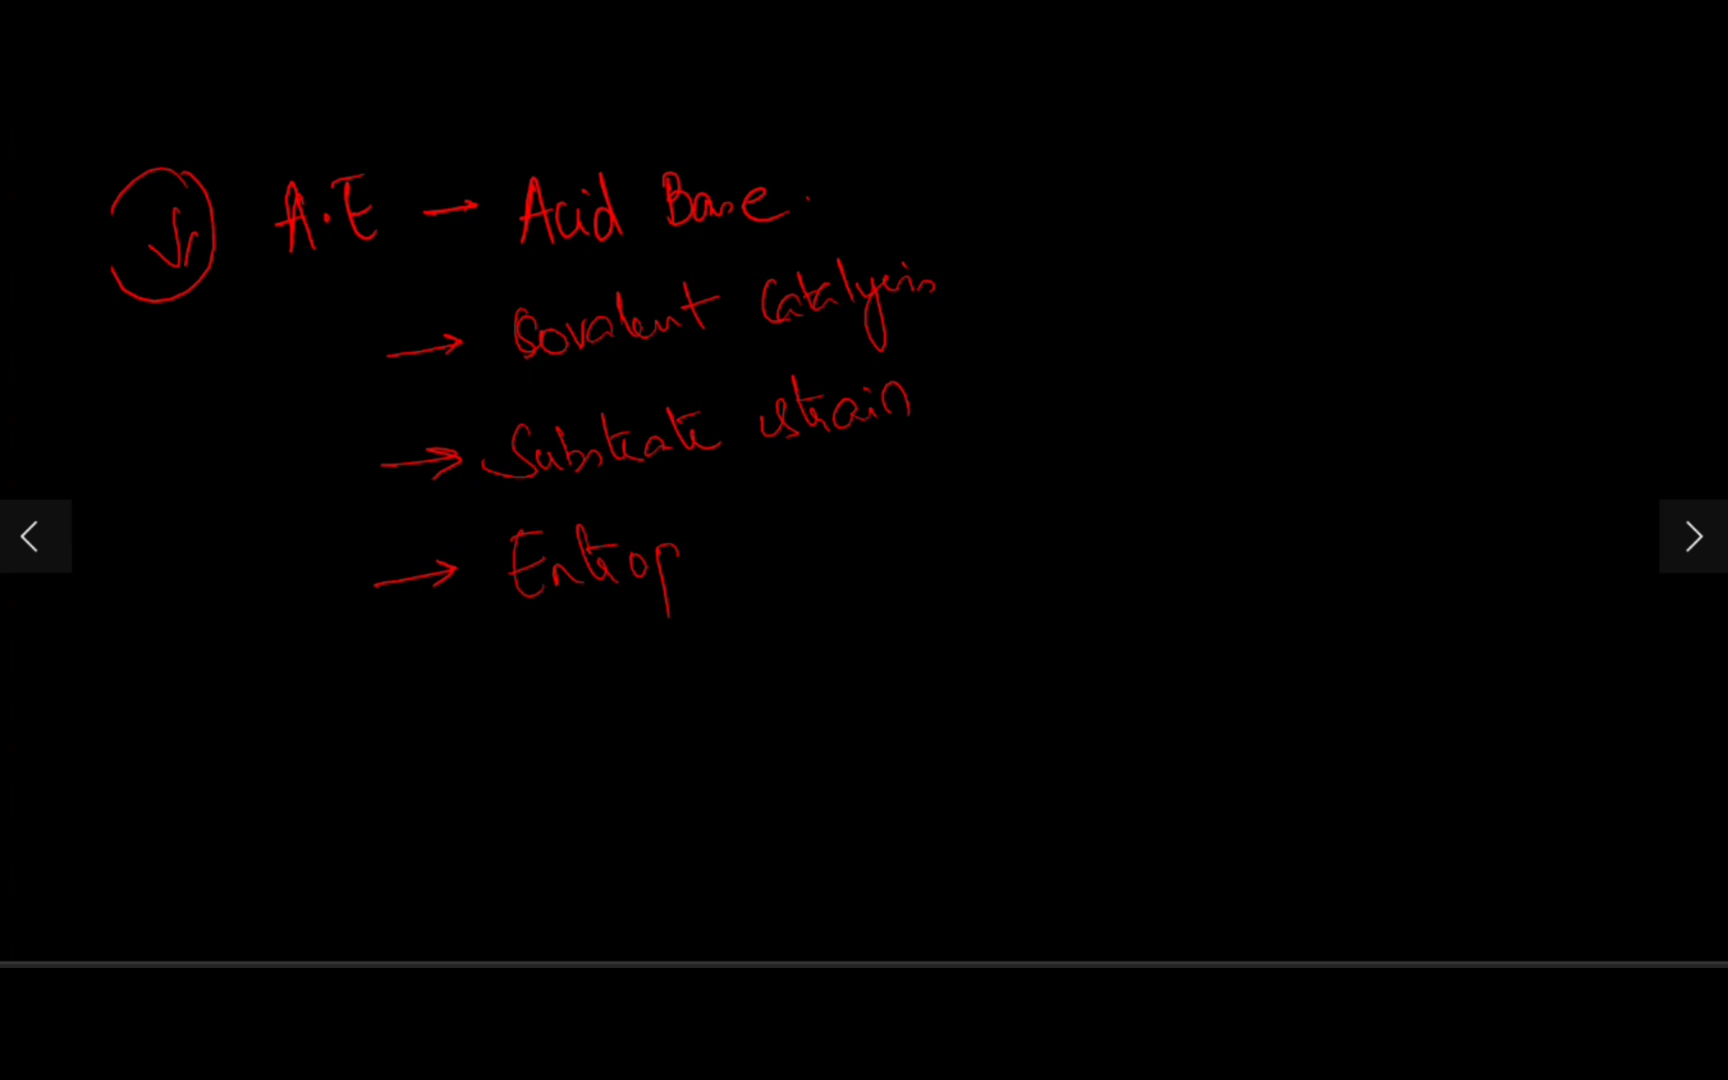 ↓r A.E → Acid Base.
→ Covalent Catalysis
→ Substrate strain
→ Entrop